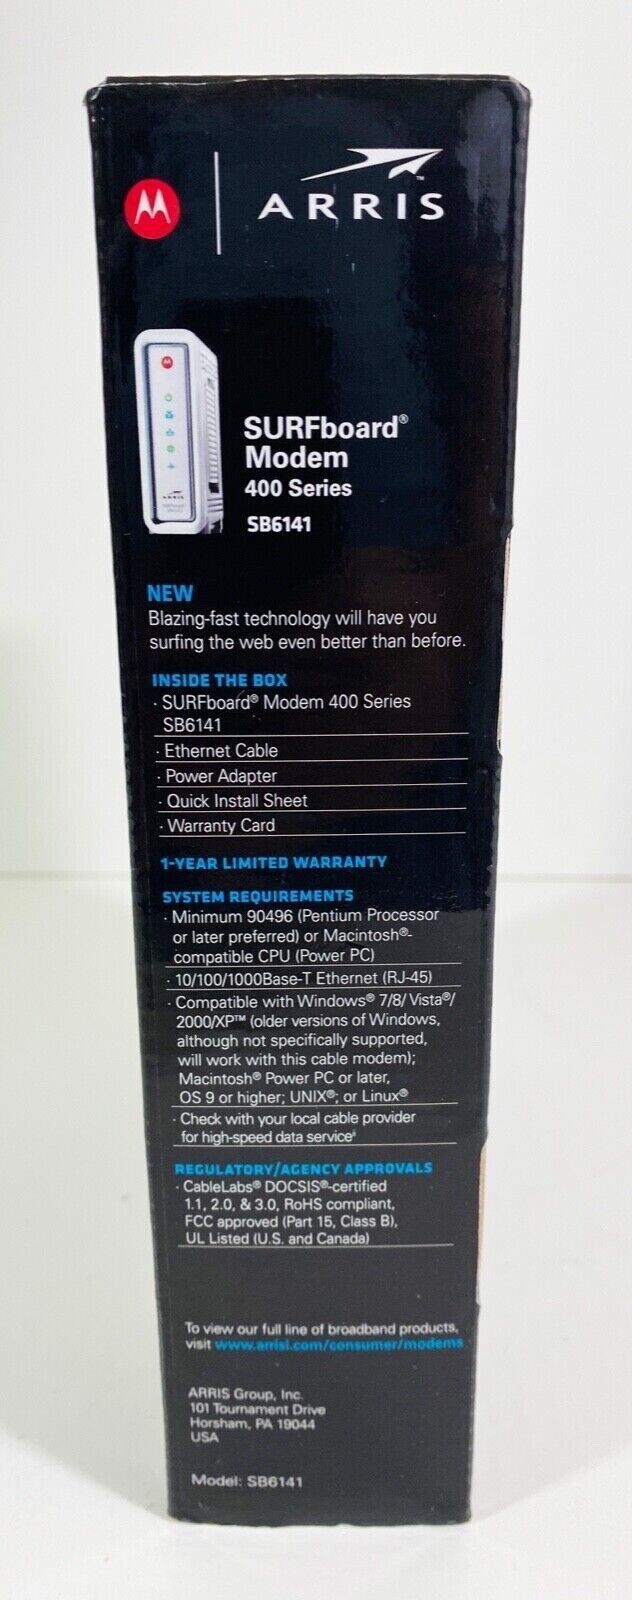 ARRIS™
ARRIS
SURFboard®
Modem
400 Series
SB6141
NEW
Blazing-fast technology will have you
surfing the web even better than before.
INSIDE THE BOX
· SURFboard® Modem 400 Series
SB6141
· Ethernet Cable
· Power Adapter
· Quick Install Sheet
· Warranty Card
1-YEAR LIMITED WARRANTY
SYSTEM REQUIREMENTS
· Minimum 90496 (Pentium Processor
or later preferred) or Macintosh®-
compatible CPU (Power PC)
· 10/100/1000Base-T Ethernet (RJ-45)
· Compatible with Windows® 7/8/ Vista®/
2000/XP™ (older versions of Windows,
although not specifically supported,
will work with this cable modem);
Macintosh® Power PC or later,
OS 9 or higher; UNIX®; or Linux®
· Check with your local cable provider
for high-speed data service
REGULATORY/AGENCY APPROVALS
· CableLabs® DOCSIS®-certified
1.1, 2.0, & 3.0, RoHS compliant,
FCC approved (Part 15, Class B),
UL Listed (U.S. and Canada)
To view our full line of broadband products,
visit www.arrisi.com/consumer/modems
ARRIS Group, Inc.
101 Tournament Drive
Horsham, PA 19044
USA
Model: SB6141